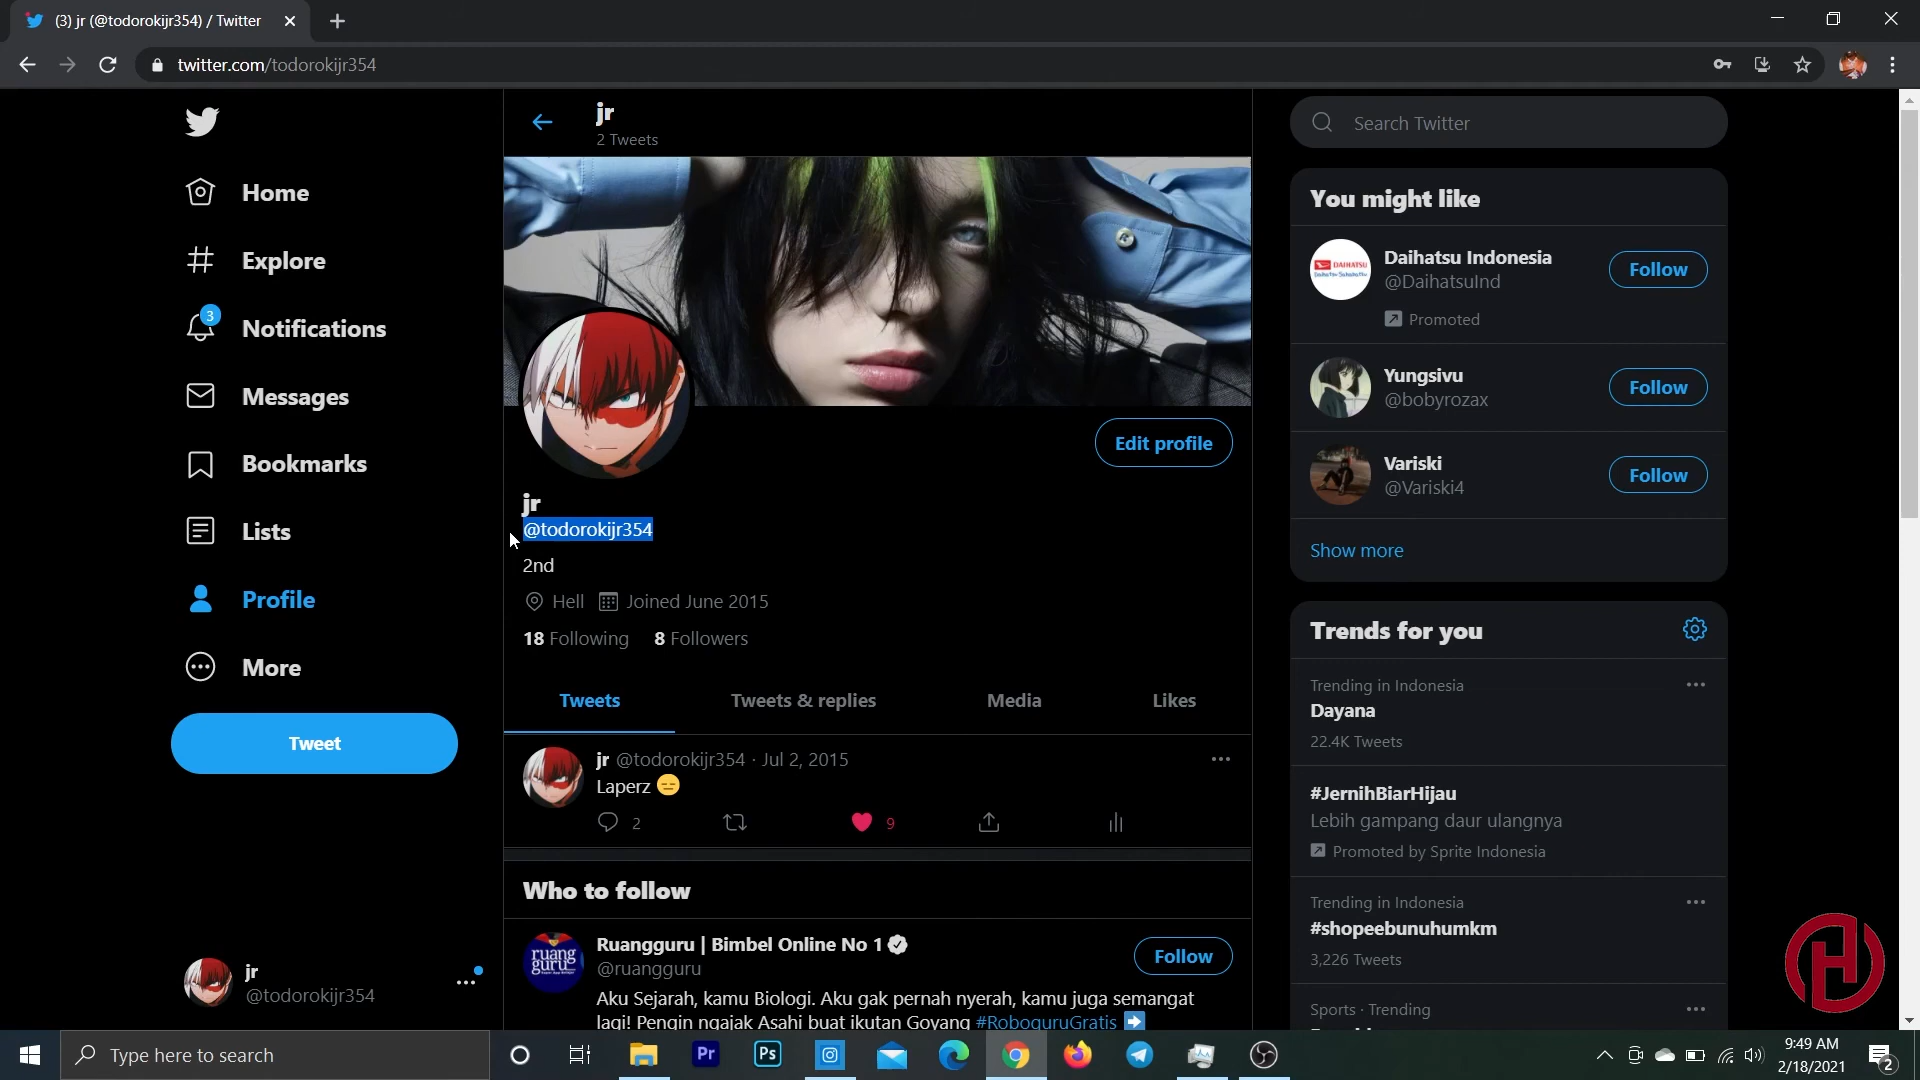 (3) jr (@todorokijr354) / Twitter
twitter.com/todorokijr354
Home
Explore
3
Notifications
Messages
Bookmarks
Lists
Profile
More
Tweet
jr
@todorokijr354
jr
2 Tweets
Edit profile
jr
@todorokijr354
2nd
Hell Joined June 2015
18 Following 8 Followers
Tweets Tweets & replies Media Likes
jr @todorokijr354 · Jul 2, 2015
Laperz 😑
2 9
Who to follow
ruang guru
Ruangguru | Bimbel Online No 1
@ruangguru
Follow
Aku Sejarah, kamu Biologi. Aku gak pernah nyerah, kamu juga semangat
lagi! Pengin ngajak Asahi buat ikutan Goyang #RoboguruGratis ➡
Search Twitter
You might like
DAIHATSU
Daihatsu Indonesia
@DaihatsuInd
Follow
Promoted
Yungsivu
@bobyrozax
Follow
Variski
@Variski4
Follow
Show more
Trends for you
Trending in Indonesia
Dayana
22.4K Tweets
#JernihBiarHijau
Lebih gampang daur ulangnya
Promoted by Sprite Indonesia
Trending in Indonesia
#shopeebunuhumkm
3,226 Tweets
Sports · Trending
H
Type here to search
Pr
Ps
9:49 AM
2/18/2021
2